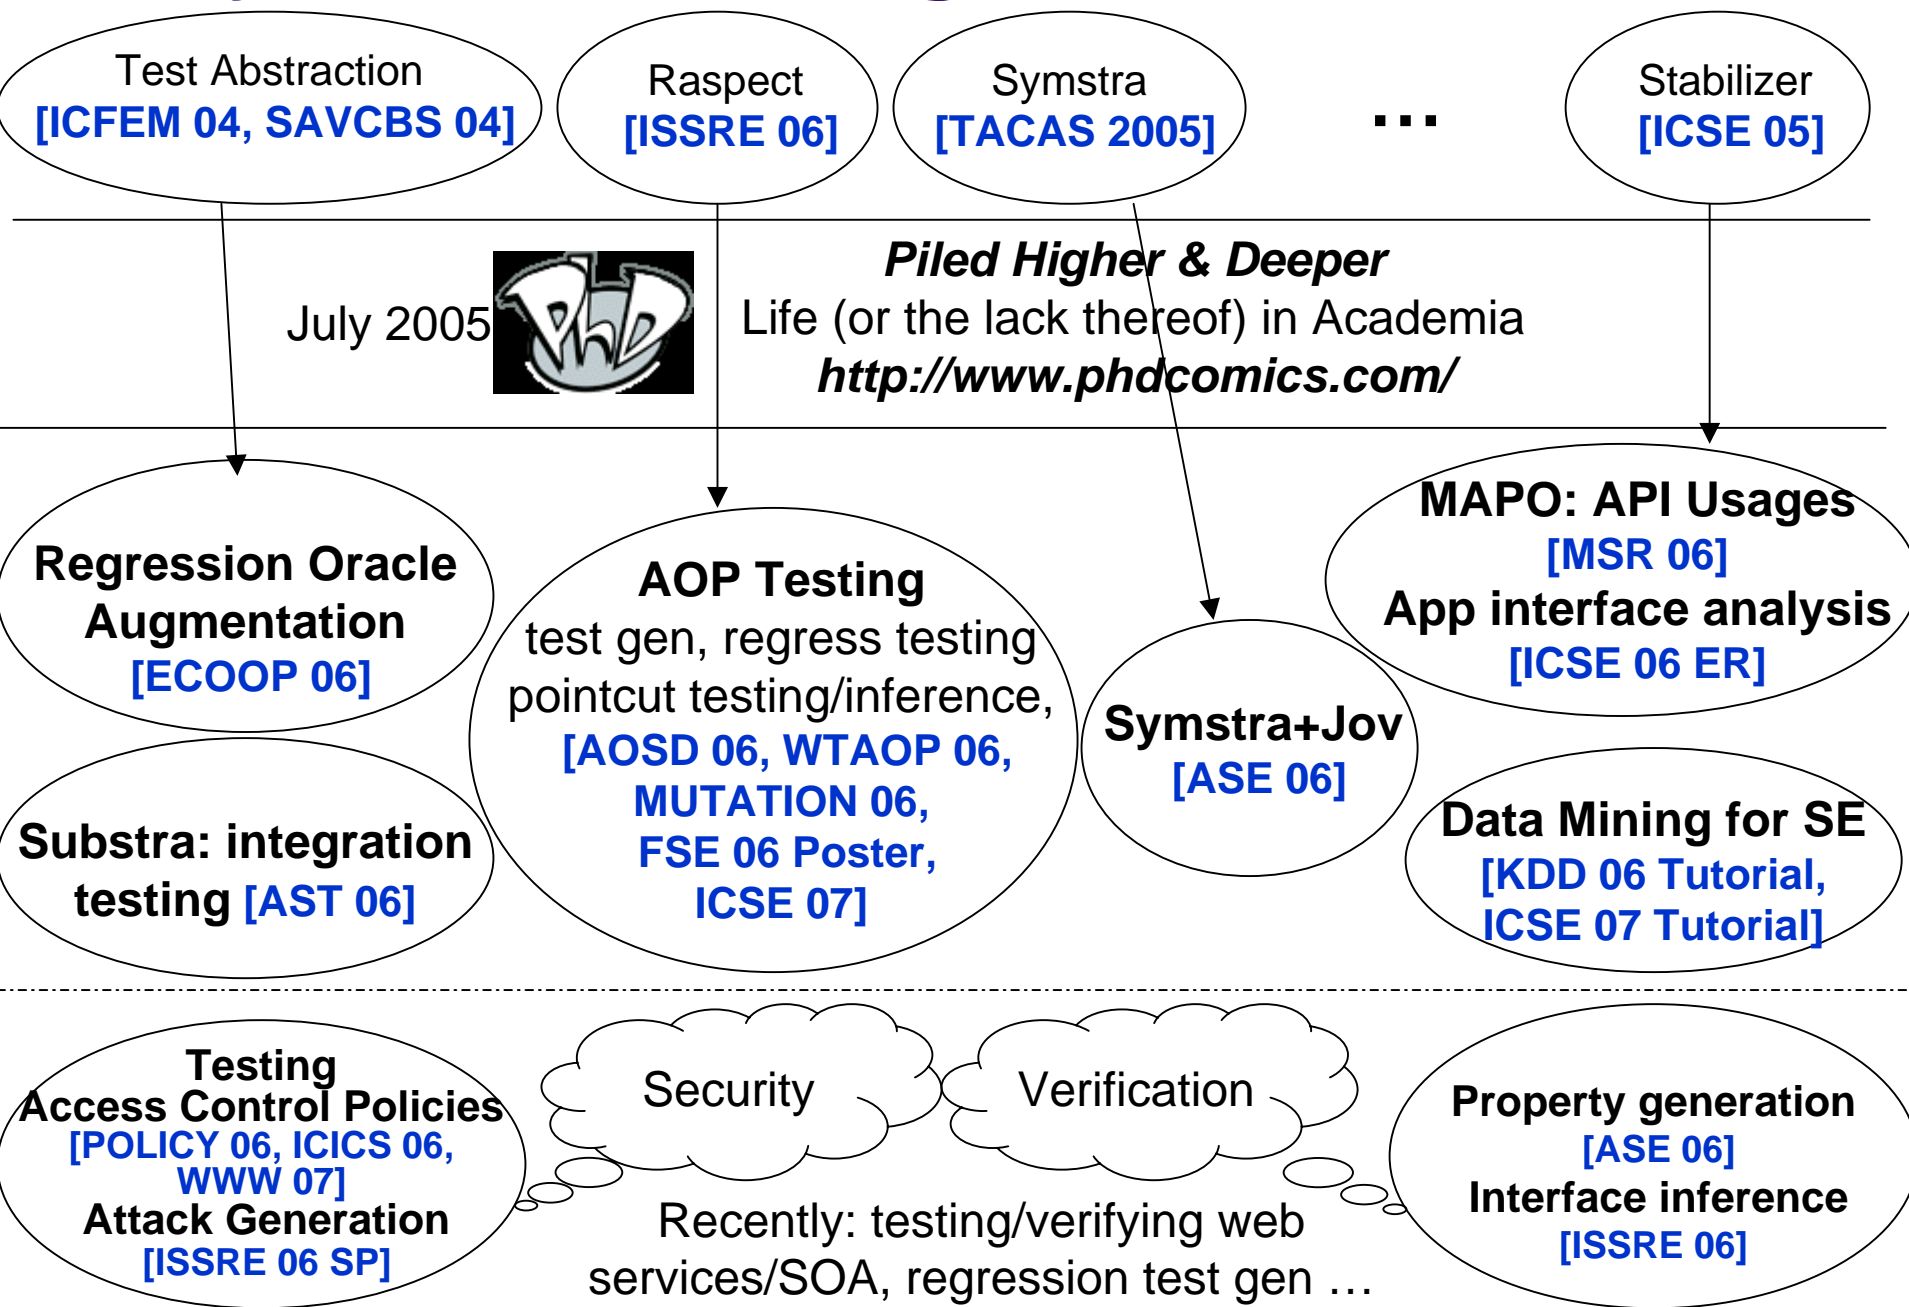 Test Abstraction
[ICFEM 04, SAVCBS 04]
Raspect
[ISSRE 06]
Symstra
[TACAS 2005]
...
Stabilizer
[ICSE 05]
July 2005
PhD
Piled Higher & Deeper
Life (or the lack thereof) in Academia
http://www.phdcomics.com/
Regression Oracle
Augmentation
[ECOOP 06]
Substra: integration
testing [AST 06]
AOP Testing
test gen, regress testing
pointcut testing/inference,
[AOSD 06, WTAOP 06,
MUTATION 06,
FSE 06 Poster,
ICSE 07]
Symstra+Jov
[ASE 06]
MAPO: API Usages
[MSR 06]
App interface analysis
[ICSE 06 ER]
Data Mining for SE
[KDD 06 Tutorial,
ICSE 07 Tutorial]
Testing
Access Control Policies
[POLICY 06, ICICS 06,
WWW 07]
Attack Generation
[ISSRE 06 SP]
Security
Verification
Recently: testing/verifying web
services/SOA, regression test gen …
Property generation
[ASE 06]
Interface inference
[ISSRE 06]